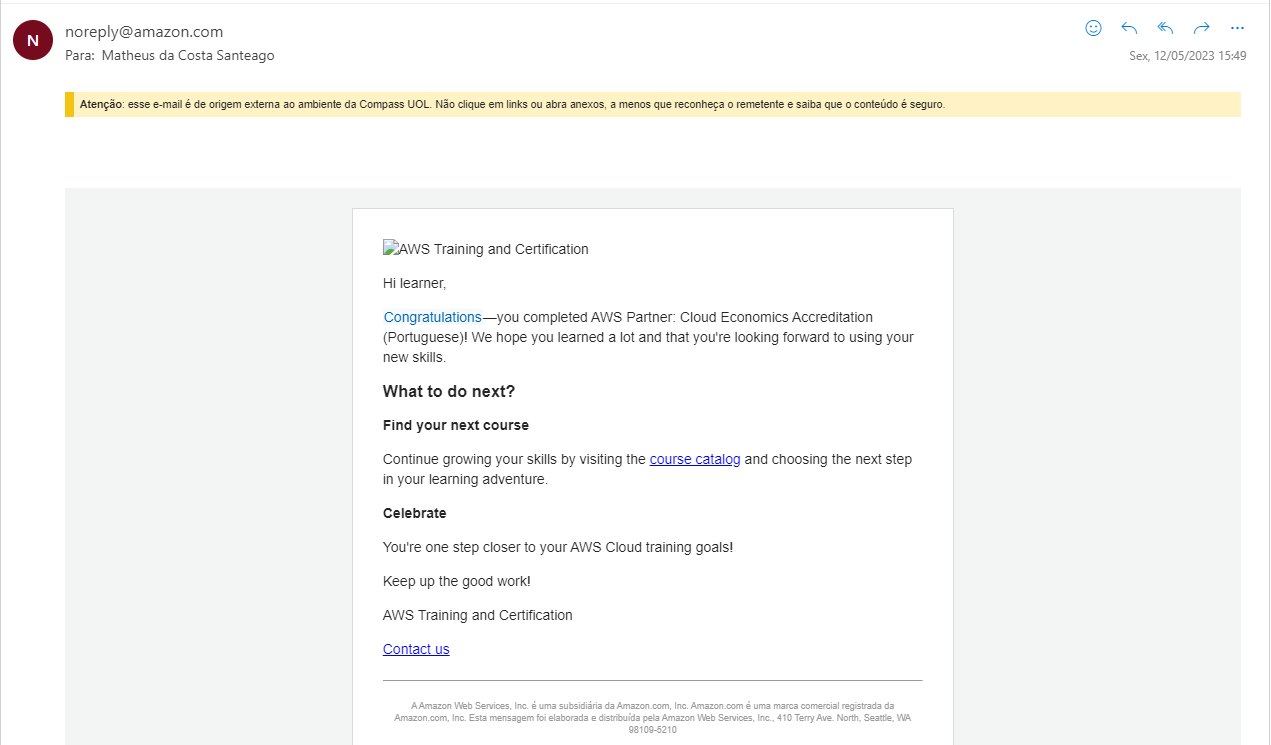 N
noreply@amazon.com
Para: Matheus da Costa Santeago
Sex, 12/05/2023 15:49
Atenção: esse e-mail é de origem externa ao ambiente da Compass UOL. Não clique em links ou abra anexos, a menos que reconheça o remetente e saiba que o conteúdo é seguro.
AWS Training and Certification
Hi learner,
Congratulations—you completed AWS Partner: Cloud Economics Accreditation
(Portuguese)! We hope you learned a lot and that you're looking forward to using your
new skills.
What to do next?
Find your next course
Continue growing your skills by visiting the course catalog and choosing the next step
in your learning adventure.
Celebrate
You're one step closer to your AWS Cloud training goals!
Keep up the good work!
AWS Training and Certification
Contact us
A Amazon Web Services, Inc. é uma subsidiária da Amazon.com, Inc. Amazon.com é uma marca comercial registrada da
Amazon.com, Inc. Esta mensagem foi elaborada e distribuída pela Amazon Web Services, Inc., 410 Terry Ave. North, Seattle, WA
98109-5210